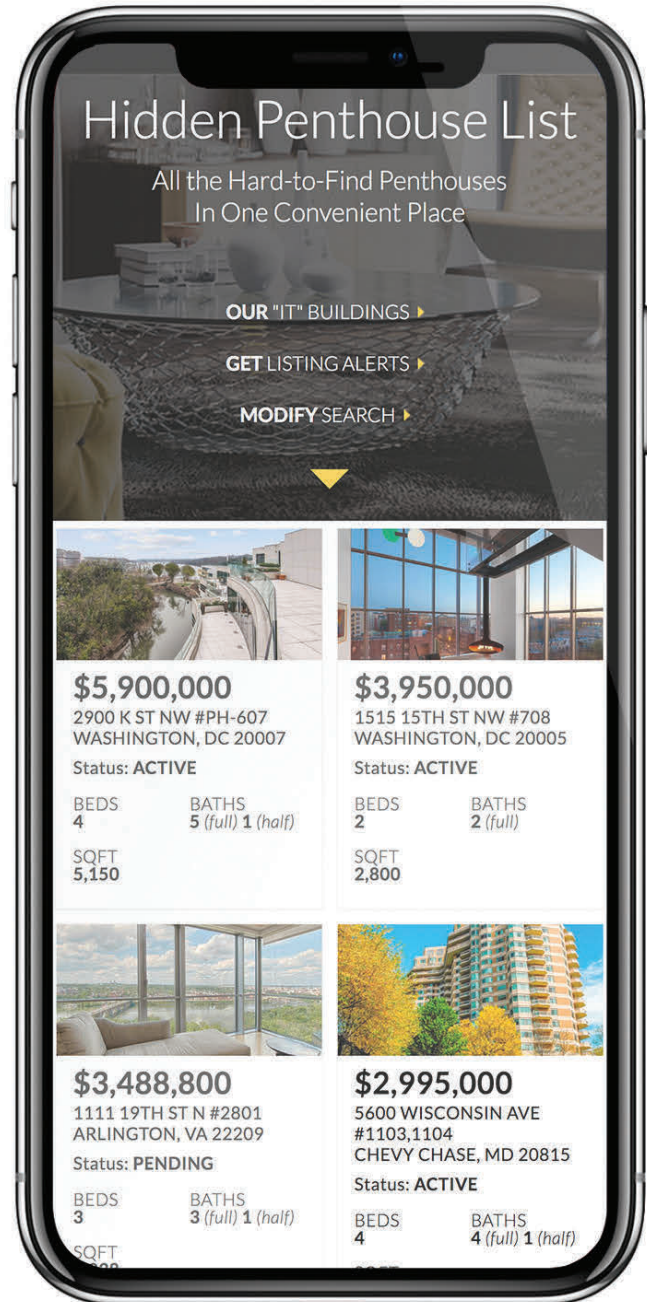 Hidden Penthouse List
All the Hard-to-Find Penthouses
In One Convenient Place
OUR "IT" BUILDINGS
GET LISTING ALERTS
MODIFY SEARCH
$5,900,000
2900 K ST NW #PH-607
WASHINGTON, DC 20007
Status: ACTIVE
BEDS BATHS
4 5 (full) 1 (half)
SQFT
5,150
$3,950,000
1515 15TH ST NW #708
WASHINGTON, DC 20005
Status: ACTIVE
BEDS BATHS
2 2 (full)
SQFT
2,800
$3,488,800
1111 19TH ST N #2801
ARLINGTON, VA 22209
Status: PENDING
BEDS BATHS
3 3 (full) 1 (half)
SQFT
$2,995,000
5600 WISCONSIN AVE
#1103,1104
CHEVY CHASE, MD 20815
Status: ACTIVE
BEDS BATHS
4 4 (full) 1 (half)